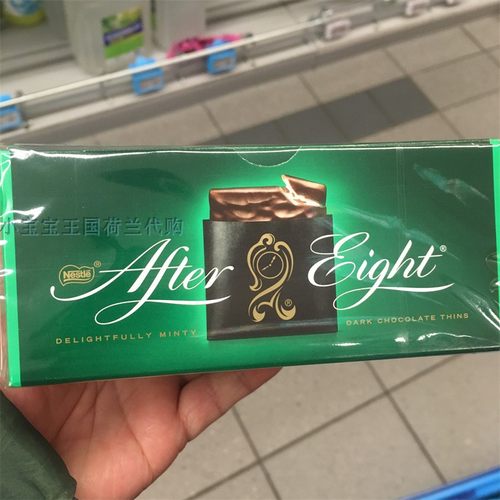 小宝宝王国荷兰代购
Nestlé®
After Eight®
DELIGHTFULLY MINTY
DARK CHOCOLATE THINS